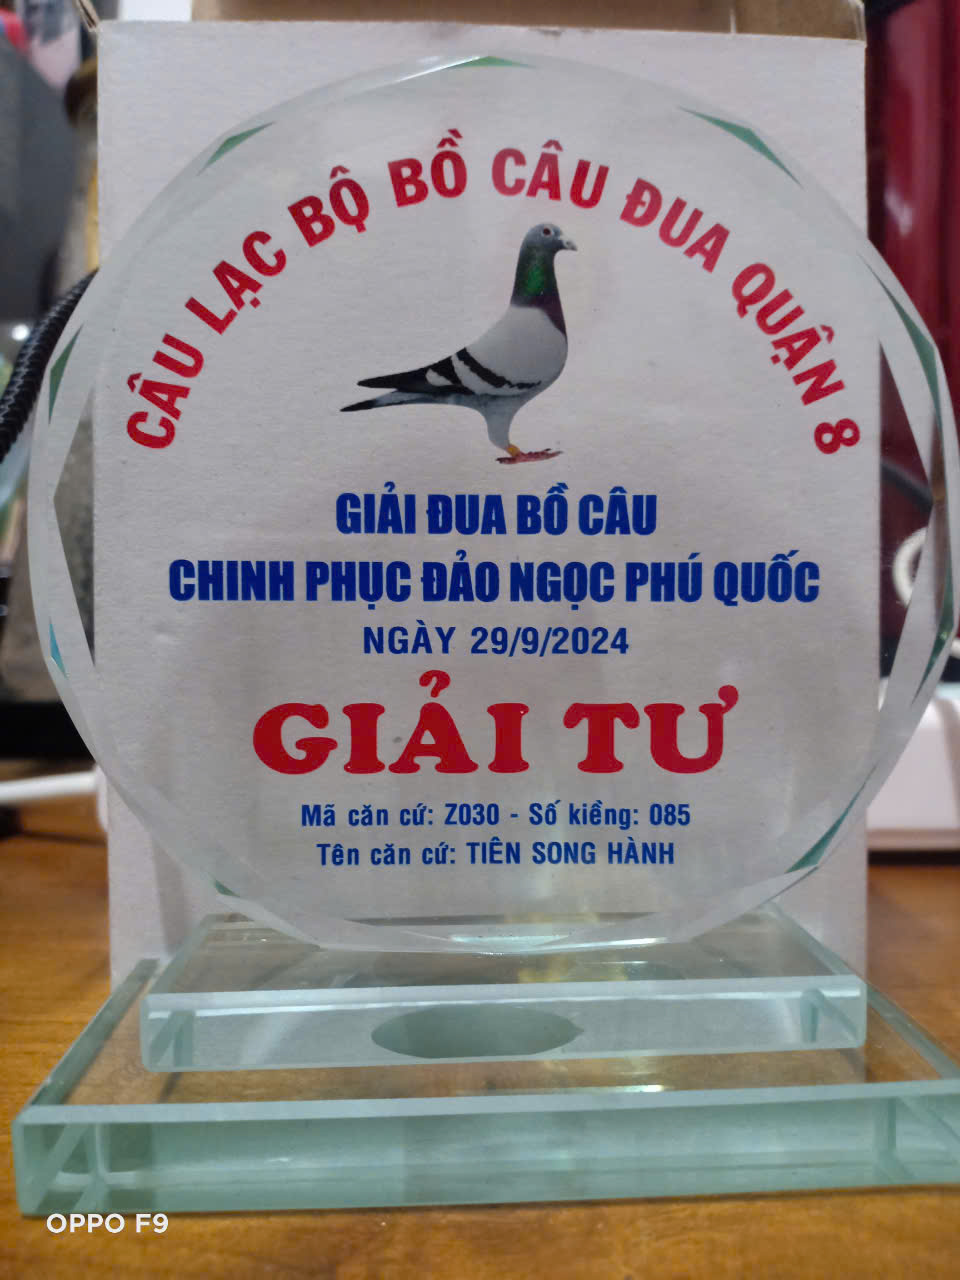 CÂU LẠC BỘ BỒ CÂU ĐUA QUẬN 8
GIẢI ĐUA BỒ CÂU
CHINH PHỤC ĐẢO NGỌC PHÚ QUỐC
NGÀY 29/9/2024
GIẢI TƯ
Mã căn cứ: Z030 - Số kiềng: 085
Tên căn cứ: TIÊN SONG HÀNH
OPPO F9